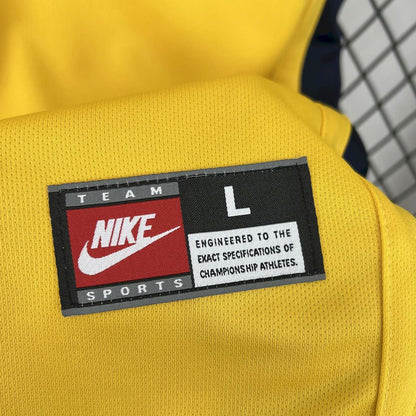 TEAM
NIKE
SPORTS
L
ENGINEERED TO THE
EXACT SPECIFICATIONS OF
CHAMPIONSHIP ATHLETES.